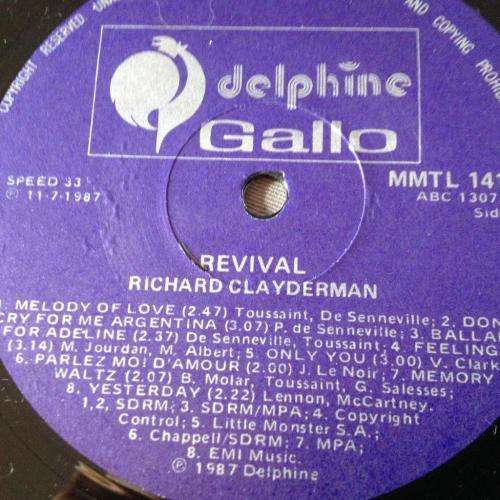 COPYRIGHT RESERVED
AND COPYING
delphine
Gallo
SPEED 33
MMTL 141
℗ 11-7-1987
ABC 1307
Sid
REVIVAL
RICHARD CLAYDERMAN
1. MELODY OF LOVE (2.47) Toussaint, De Senneville; 2. DON
CRY FOR ME ARGENTINA (3.07) P. de Senneville; 3. BALLA
FOR ADELINE (2.37) De Senneville, Toussaint; 4. FEELING
(3.14) M. Jourdan, M. Albert; 5. ONLY YOU (3.00) V. Clark
6. PARLEZ MOI D'AMOUR (2.00) J. Le Noir; 7. MEMORY
WALTZ (2.07) B. Molar, Toussaint, G. Salesses;
8. YESTERDAY (2.22) Lennon, McCartney.
1,2, SDRM; 3. SDRM/MPA; 4. Copyright
Control; 5. Little Monster S.A.;
6. Chappell/SDRM; 7. MPA;
8. EMI Music.
℗ 1987 Delphine